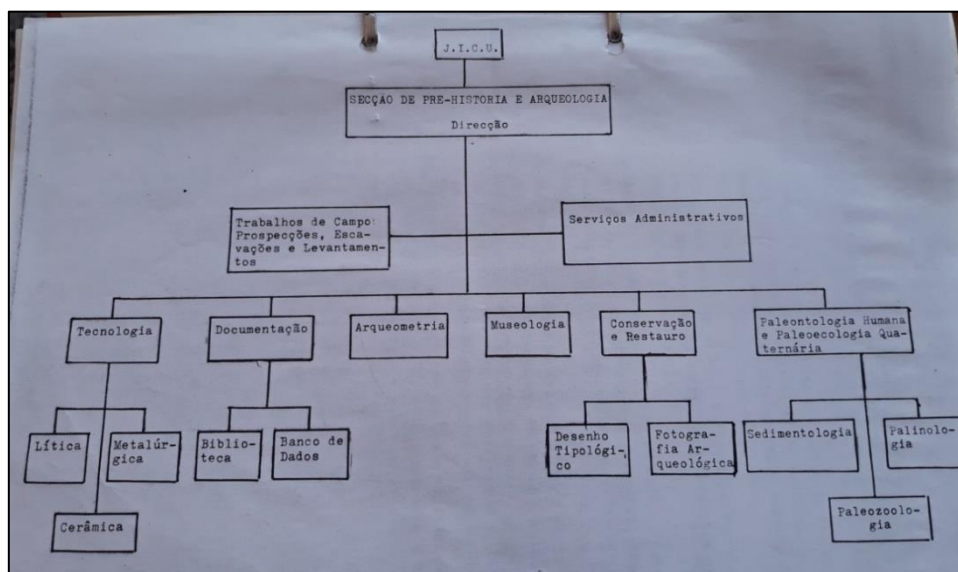 J.I.C.U.
SECÇÃO DE PRE-HISTORIA E ARQUEOLOGIA
Direcção
Trabalhos de Campo:
Prospecções, Esca-
vações e Levantamen-
tos
Serviços Administrativos
Tecnologia
Documentação
Arqueometria
Museologia
Conservação
e Restauro
Paleontologia Humana
e Paleoecologia Qua-
ternária
Lítica
Metalúr-
gica
Biblio-
teca
Banco de
Dados
Desenho
Tipológi-
co
Fotogra-
fia Ar-
queológica
Sedimentologia
Palinolo-
gia
Cerâmica
Paleozoolo-
gia